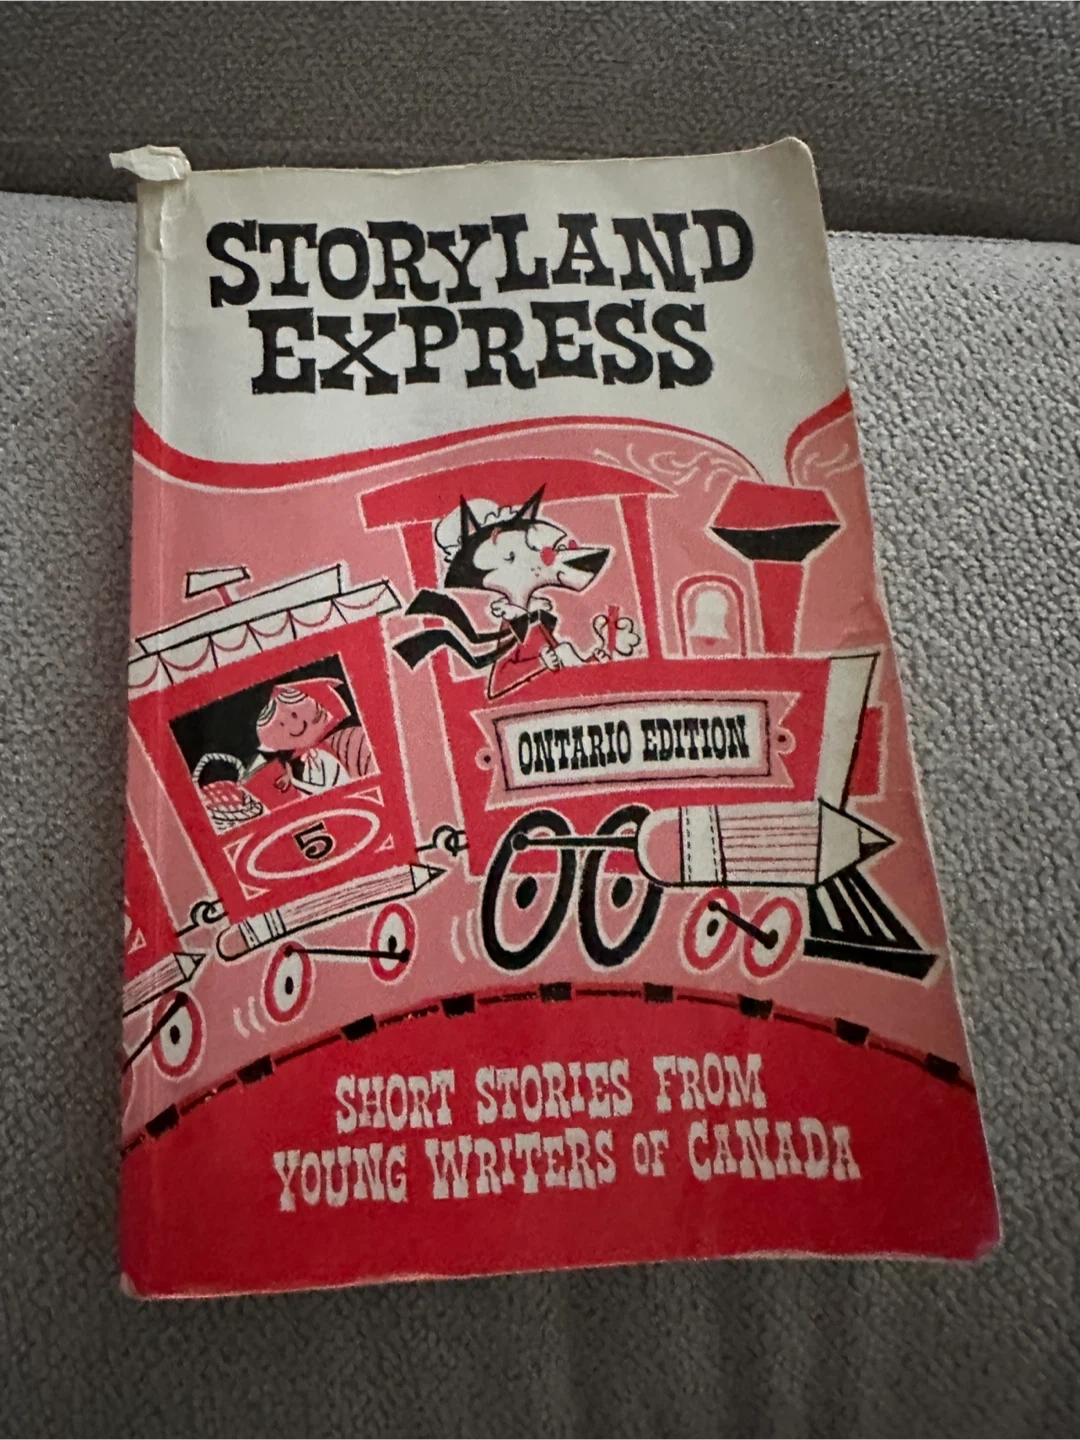 STORYLAND
EXPRESS
ONTARIO EDITION
5
SHORT STORIES FROM
YOUNG WRITERS OF CANADA